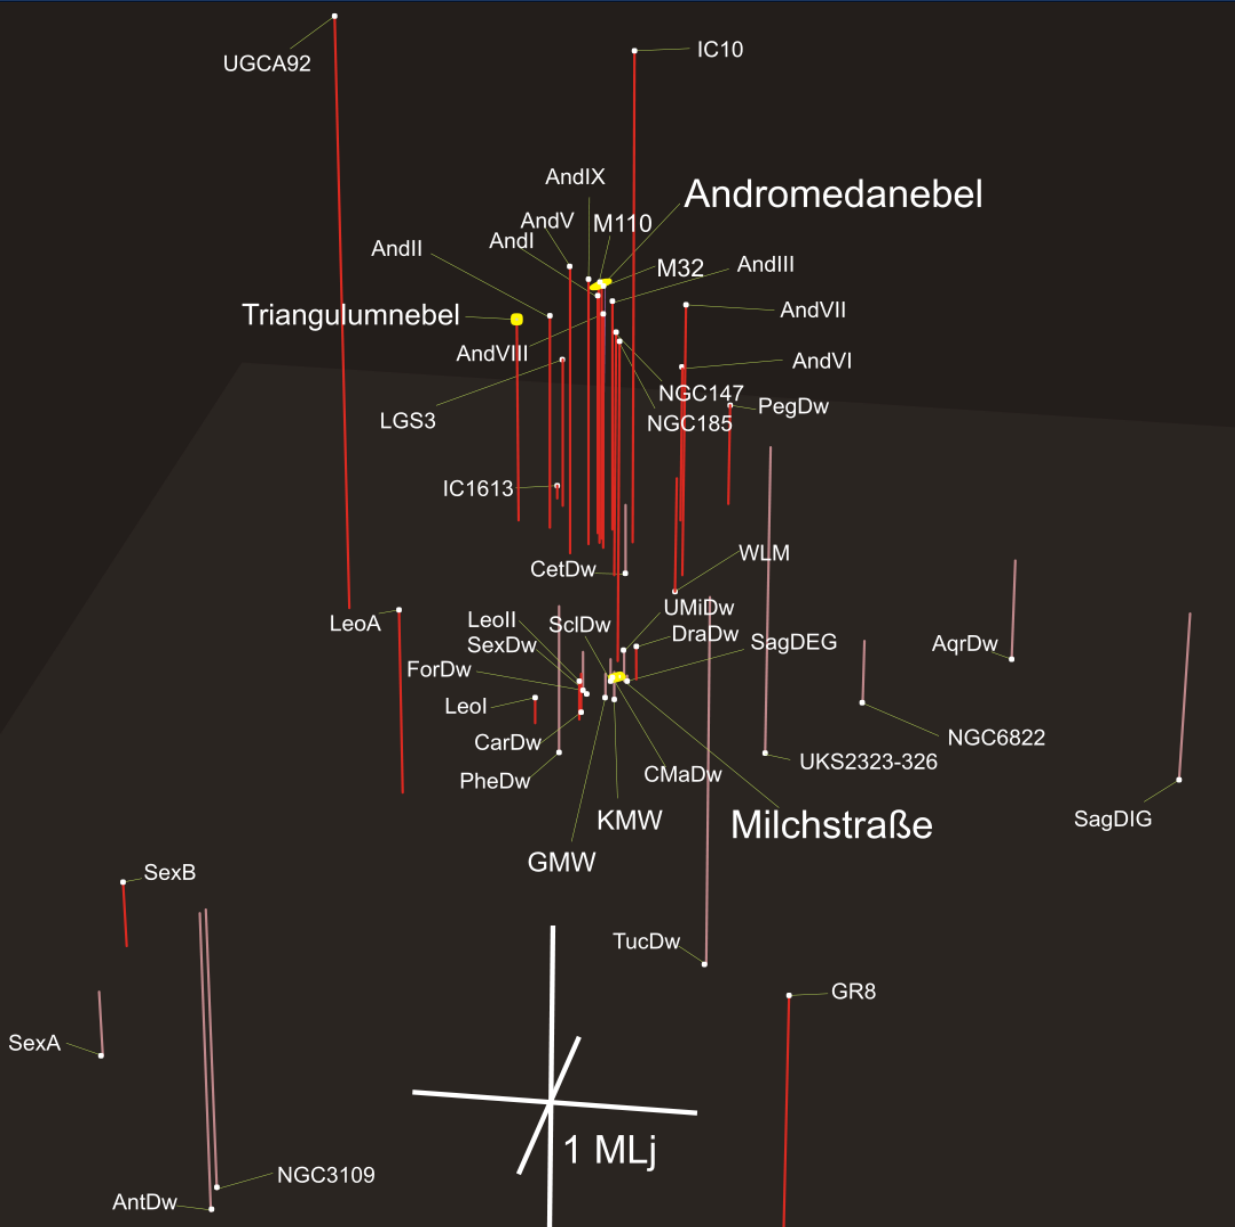 UGCA92
IC10
AndIX
Andromedanebel
AndV
M110
AndI
AndII
M32
AndIII
Triangulumnebel
AndVII
AndVIII
AndVI
NGC147
LGS3
NGC185
PegDw
IC1613
WLM
CetDw
UMiDw
LeoA
LeoII
SclDw
DraDw
SexDw
SagDEG
AqrDw
ForDw
LeoI
CarDw
NGC6822
PheDw
CMaDw
UKS2323-326
KMW
Milchstraße
SagDIG
GMW
SexB
TucDw
GR8
SexA
1 MLj
NGC3109
AntDw